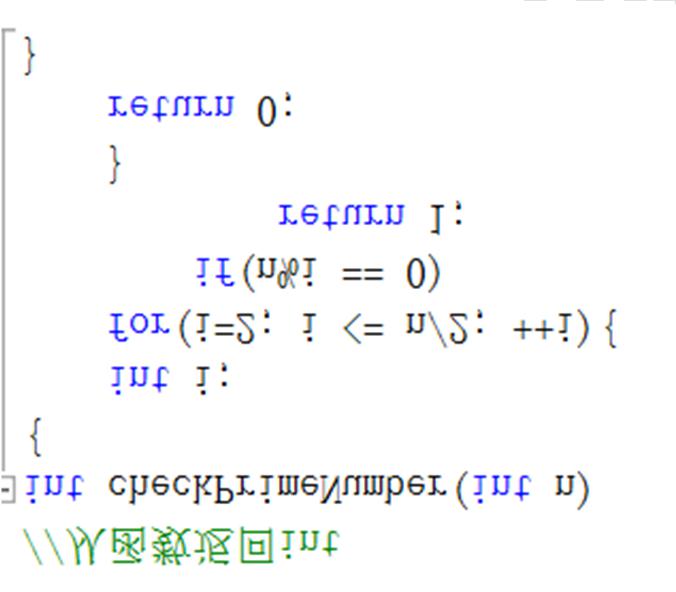 //从函数返回int
int checkPrimeNumber(int n)
{
    int i;
    for(i=2; i <= n/2; ++i){
        if(n%i == 0)
            return 1;
    }
    return 0;
}